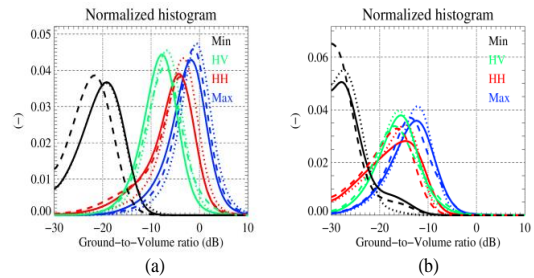 Normalized histogram
0.05
0.04
0.03
0.02
0.01
0.00
(−)
Min
HV
HH
Max
−30 −20 −10 0 10
Ground−to−Volume ratio (dB)
(a)
Normalized histogram
0.06
0.04
0.02
0.00
(−)
Min
HV
HH
Max
−30 −20 −10 0 10
Ground−to−Volume ratio (dB)
(b)